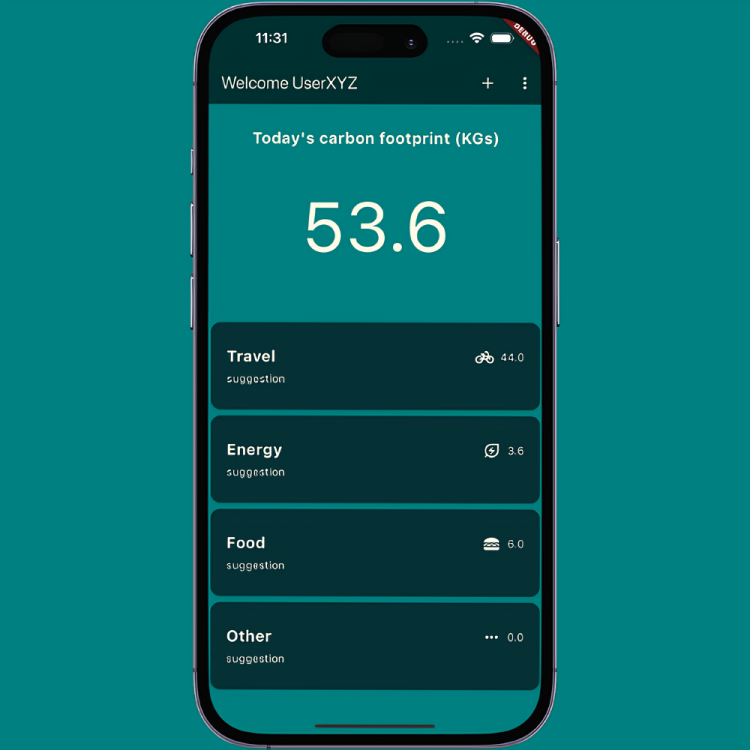 11:31
DEBUG
Welcome UserXYZ
Today's carbon footprint (KGs)
53.6
Travel
44.0
suggestion
Energy
3.6
suggestion
Food
6.0
suggestion
Other
0.0
suggestion